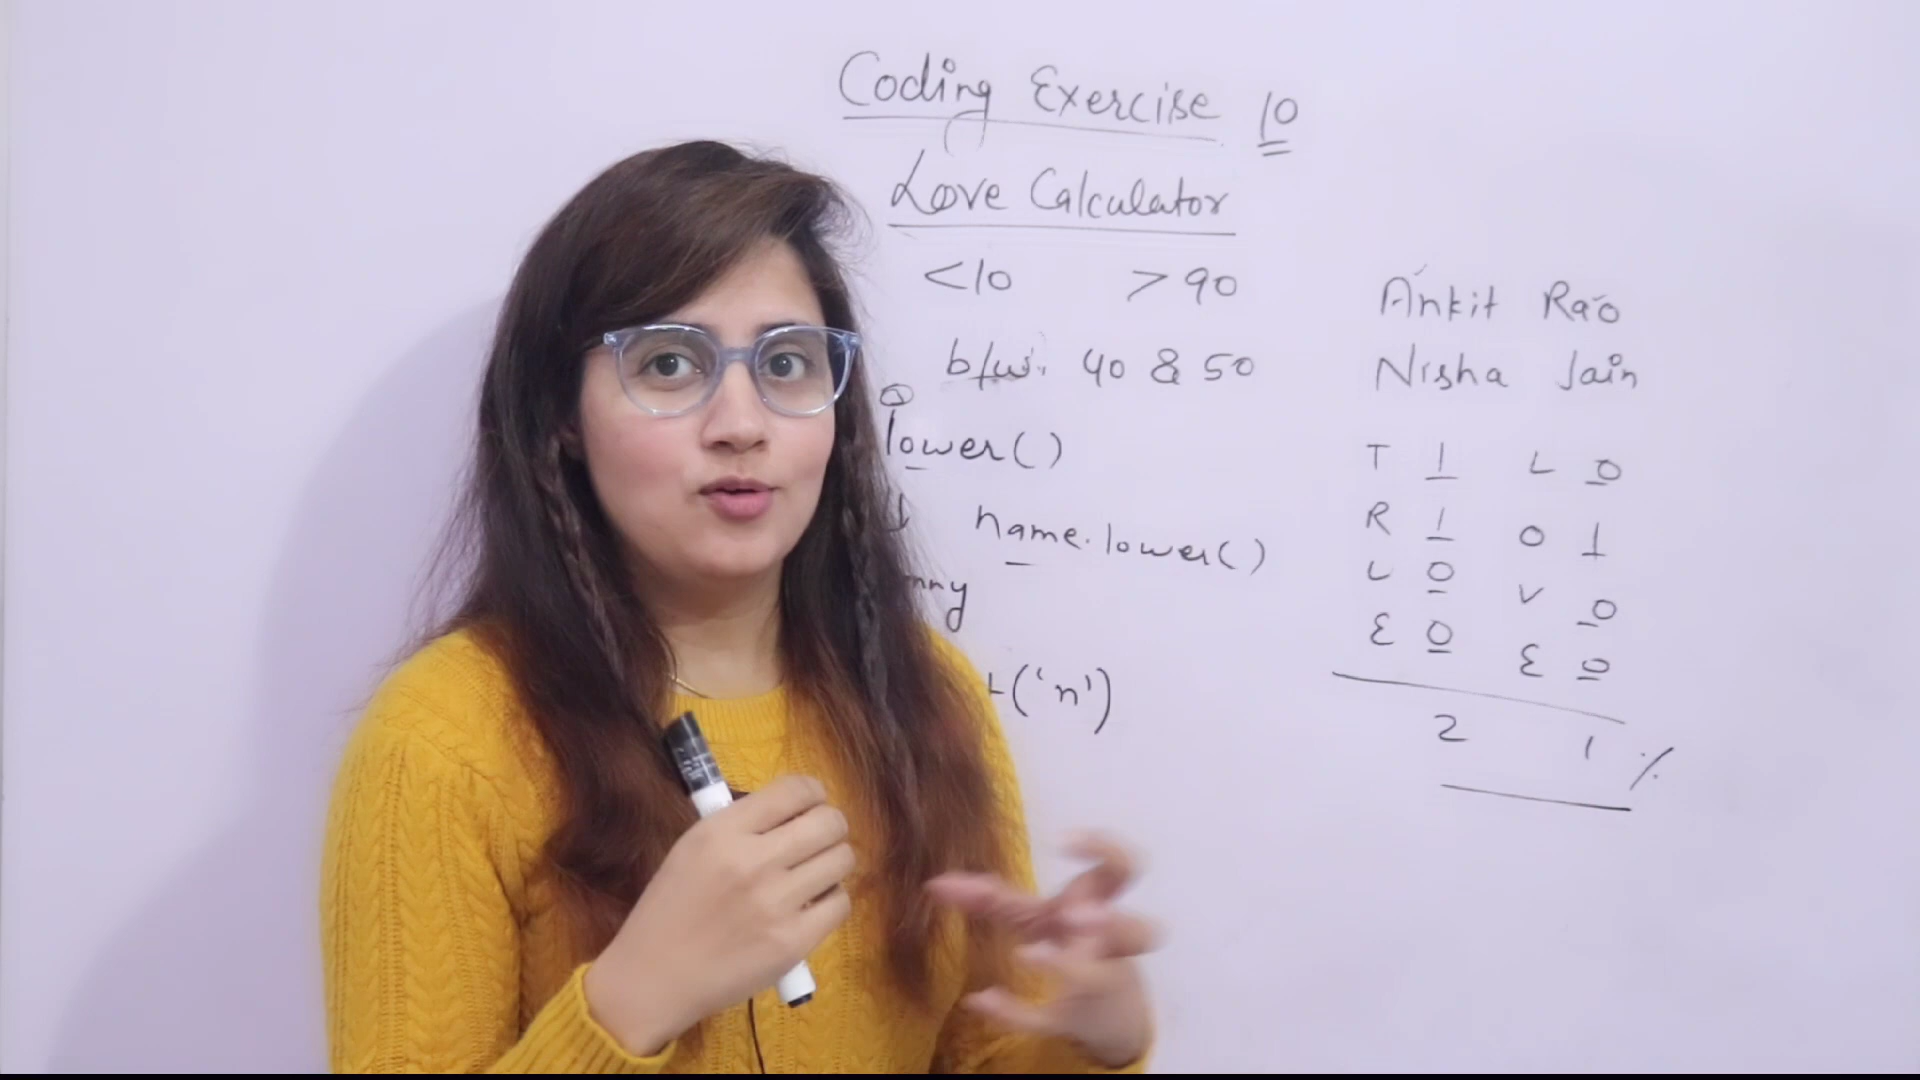 Coding Exercise 10
Love Calculator
<10 >90
b/w. 40 & 50
lower()
name.lower()
nny
t('n')
Ankit Rao
Nisha Jain
T 1 L 0
R 1 O 1
U 0 V 0
E 0 E 0
2 1 %